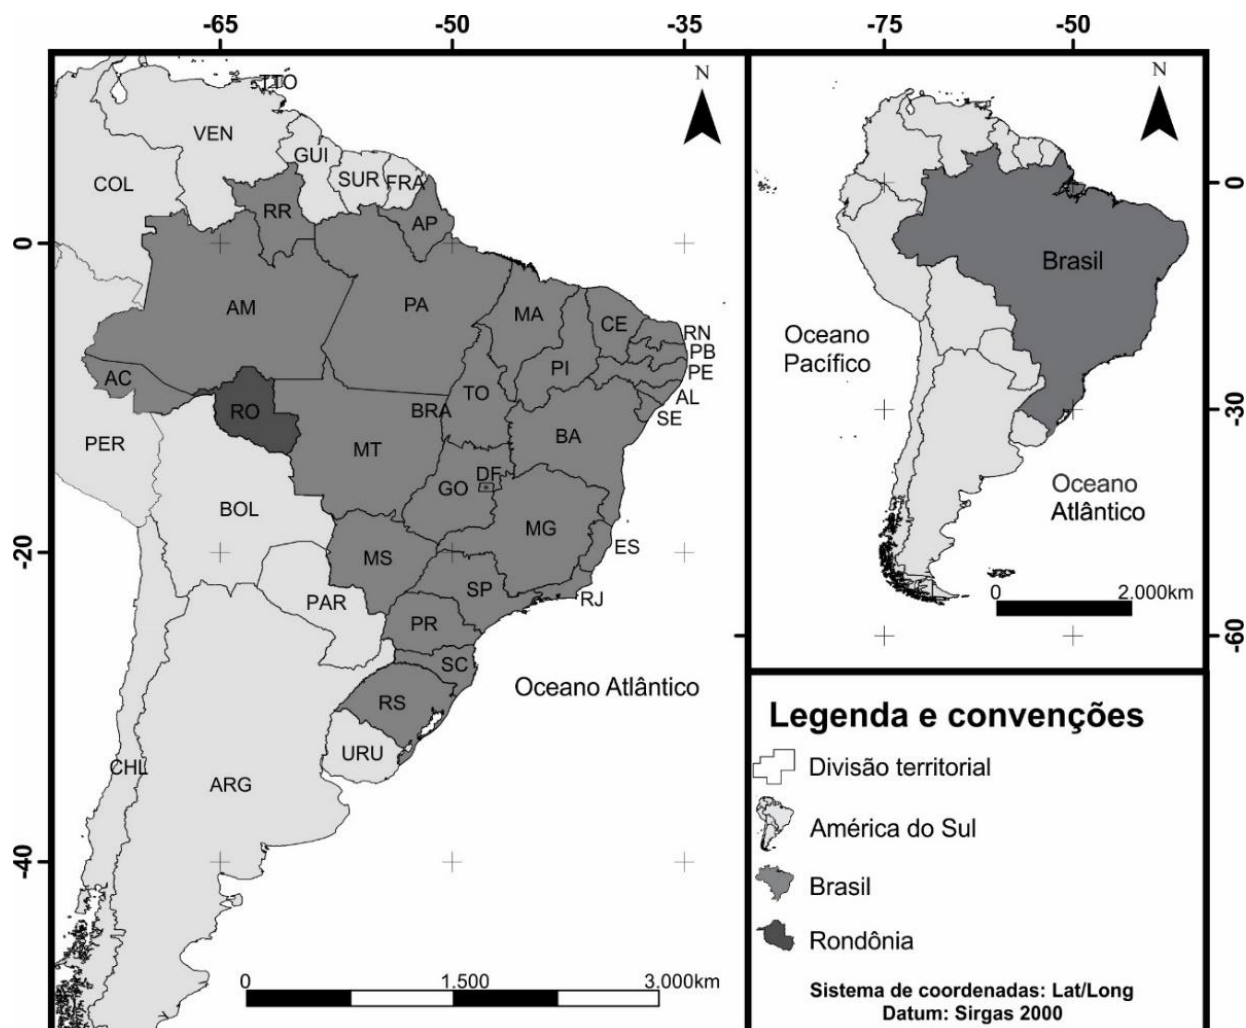 -65 -50 -35
-75 -50
N
N
TTO
VEN
GUI
COL
SUR
FRA
RR
AP
0
0
AM
PA
MA
CE
RN
PB
PE
AL
SE
PI
AC
TO
RO
BRA
BA
PER
MT
DF
GO
BOL
MG
ES
-20
MS
SP
RJ
PAR
PR
SC
RS
Oceano Atlântico
URU
CHL
ARG
-40
0 1.500 3.000km
Brasil
Oceano
Pacífico
-30
Oceano
Atlântico
0 2.000km
-60
Legenda e convenções
Divisão territorial
América do Sul
Brasil
Rondônia
Sistema de coordenadas: Lat/Long
Datum: Sirgas 2000